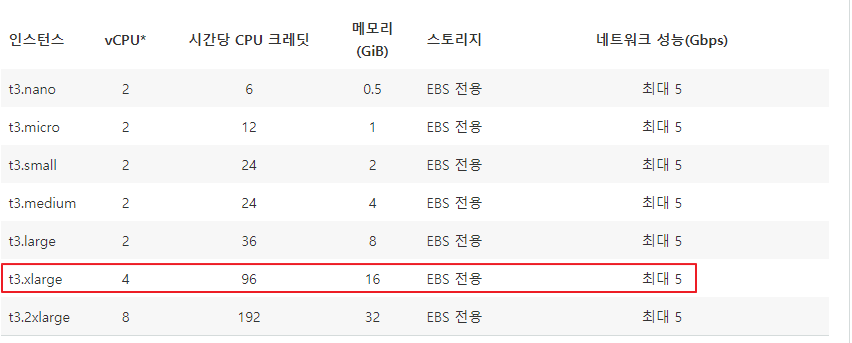 인스턴스 vCPU* 시간당 CPU 크레딧 메모리 (GiB) 스토리지 네트워크 성능(Gbps)
t3.nano 2 6 0.5 EBS 전용 최대 5
t3.micro 2 12 1 EBS 전용 최대 5
t3.small 2 24 2 EBS 전용 최대 5
t3.medium 2 24 4 EBS 전용 최대 5
t3.large 2 36 8 EBS 전용 최대 5
t3.xlarge 4 96 16 EBS 전용 최대 5
t3.2xlarge 8 192 32 EBS 전용 최대 5